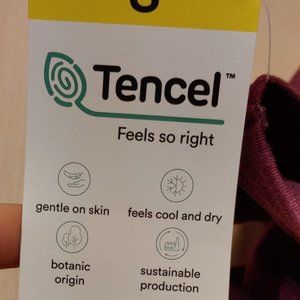 Tencel™
Feels so right
gentle on skin
feels cool and dry
botanic
origin
sustainable
production